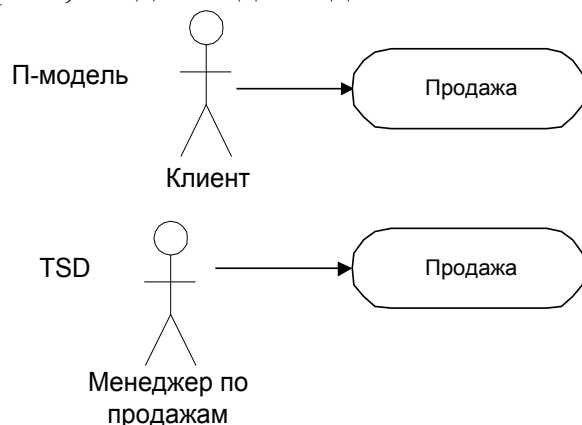 П-модель
Продажа
Клиент
TSD
Продажа
Менеджер по
продажам